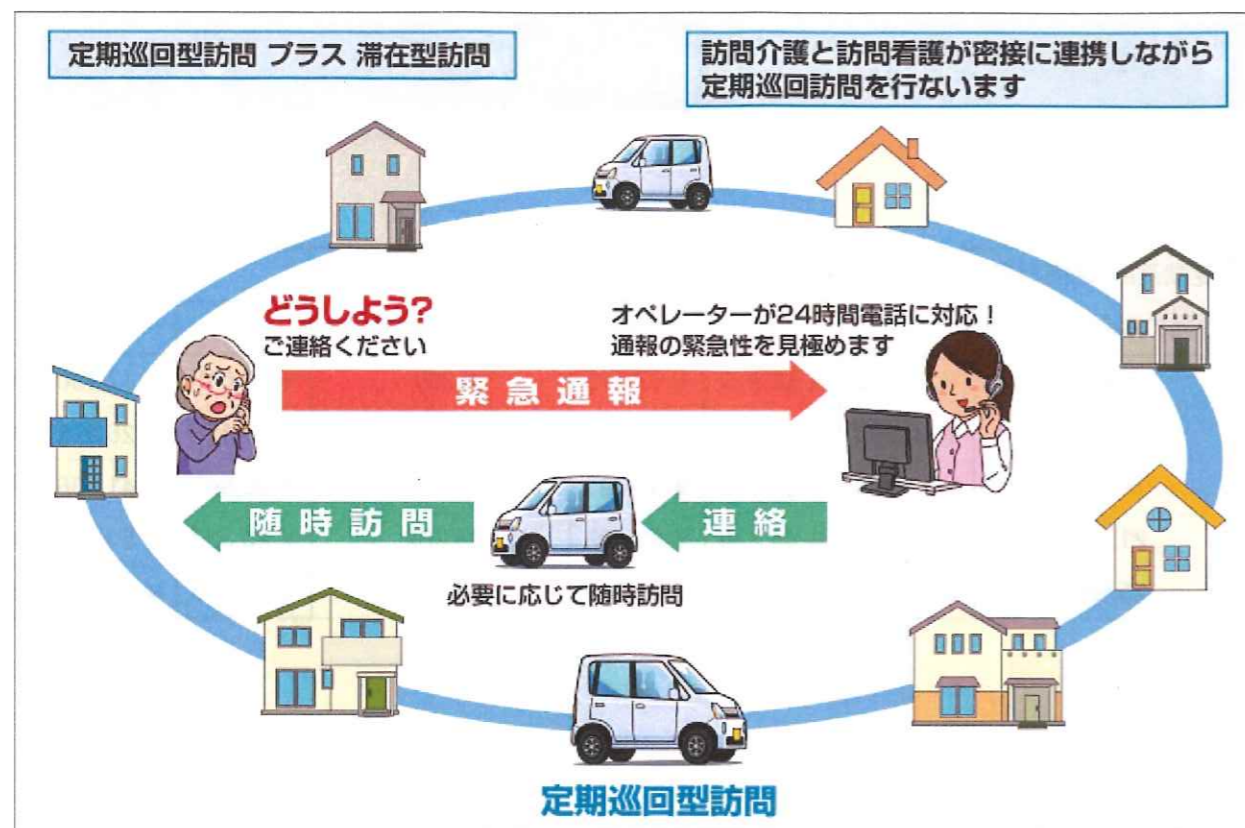 定期巡回型訪問 プラス 滞在型訪問
訪問介護と訪問看護が密接に連携しながら
定期巡回訪問を行ないます
どうしよう?
ご連絡ください
オペレーターが24時間電話に対応!
通報の緊急性を見極めます
緊急通報
随時訪問
連絡
必要に応じて随時訪問
定期巡回型訪問